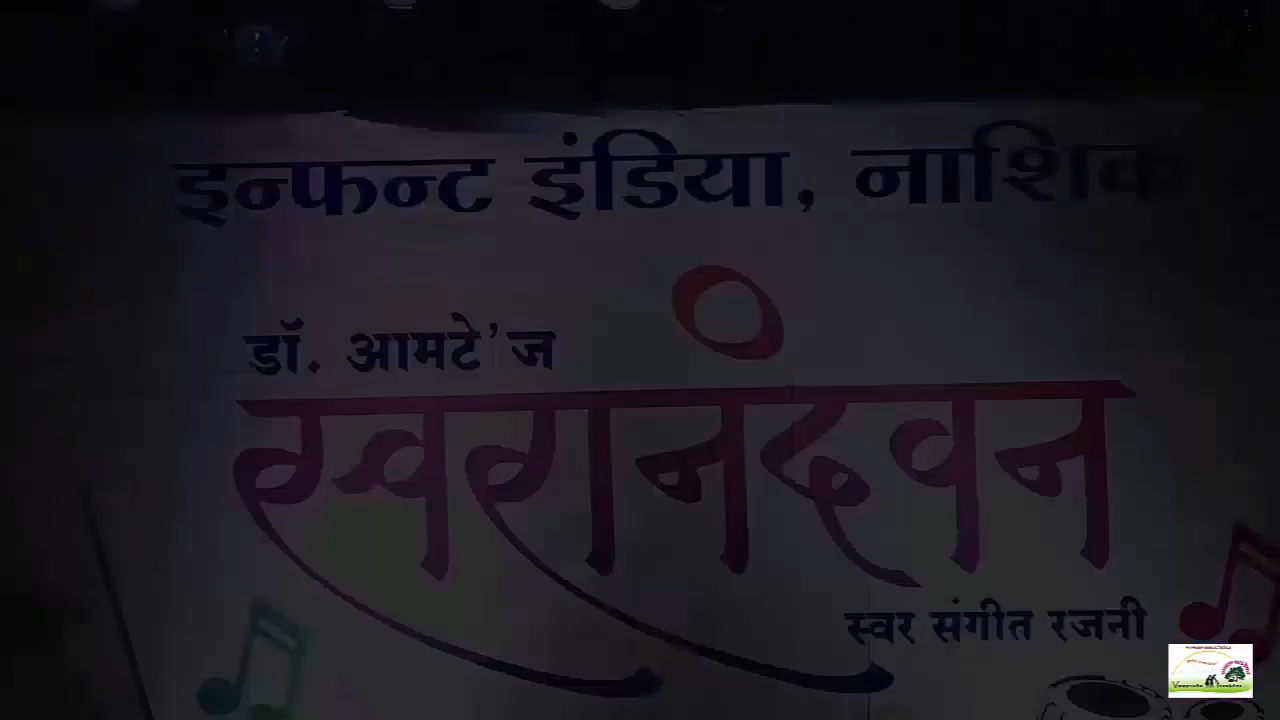 इन्फन्ट इंडिया, नाशिक
डॉ. आमटे'ज
स्वरानंदवन
स्वर संगीत रजनी